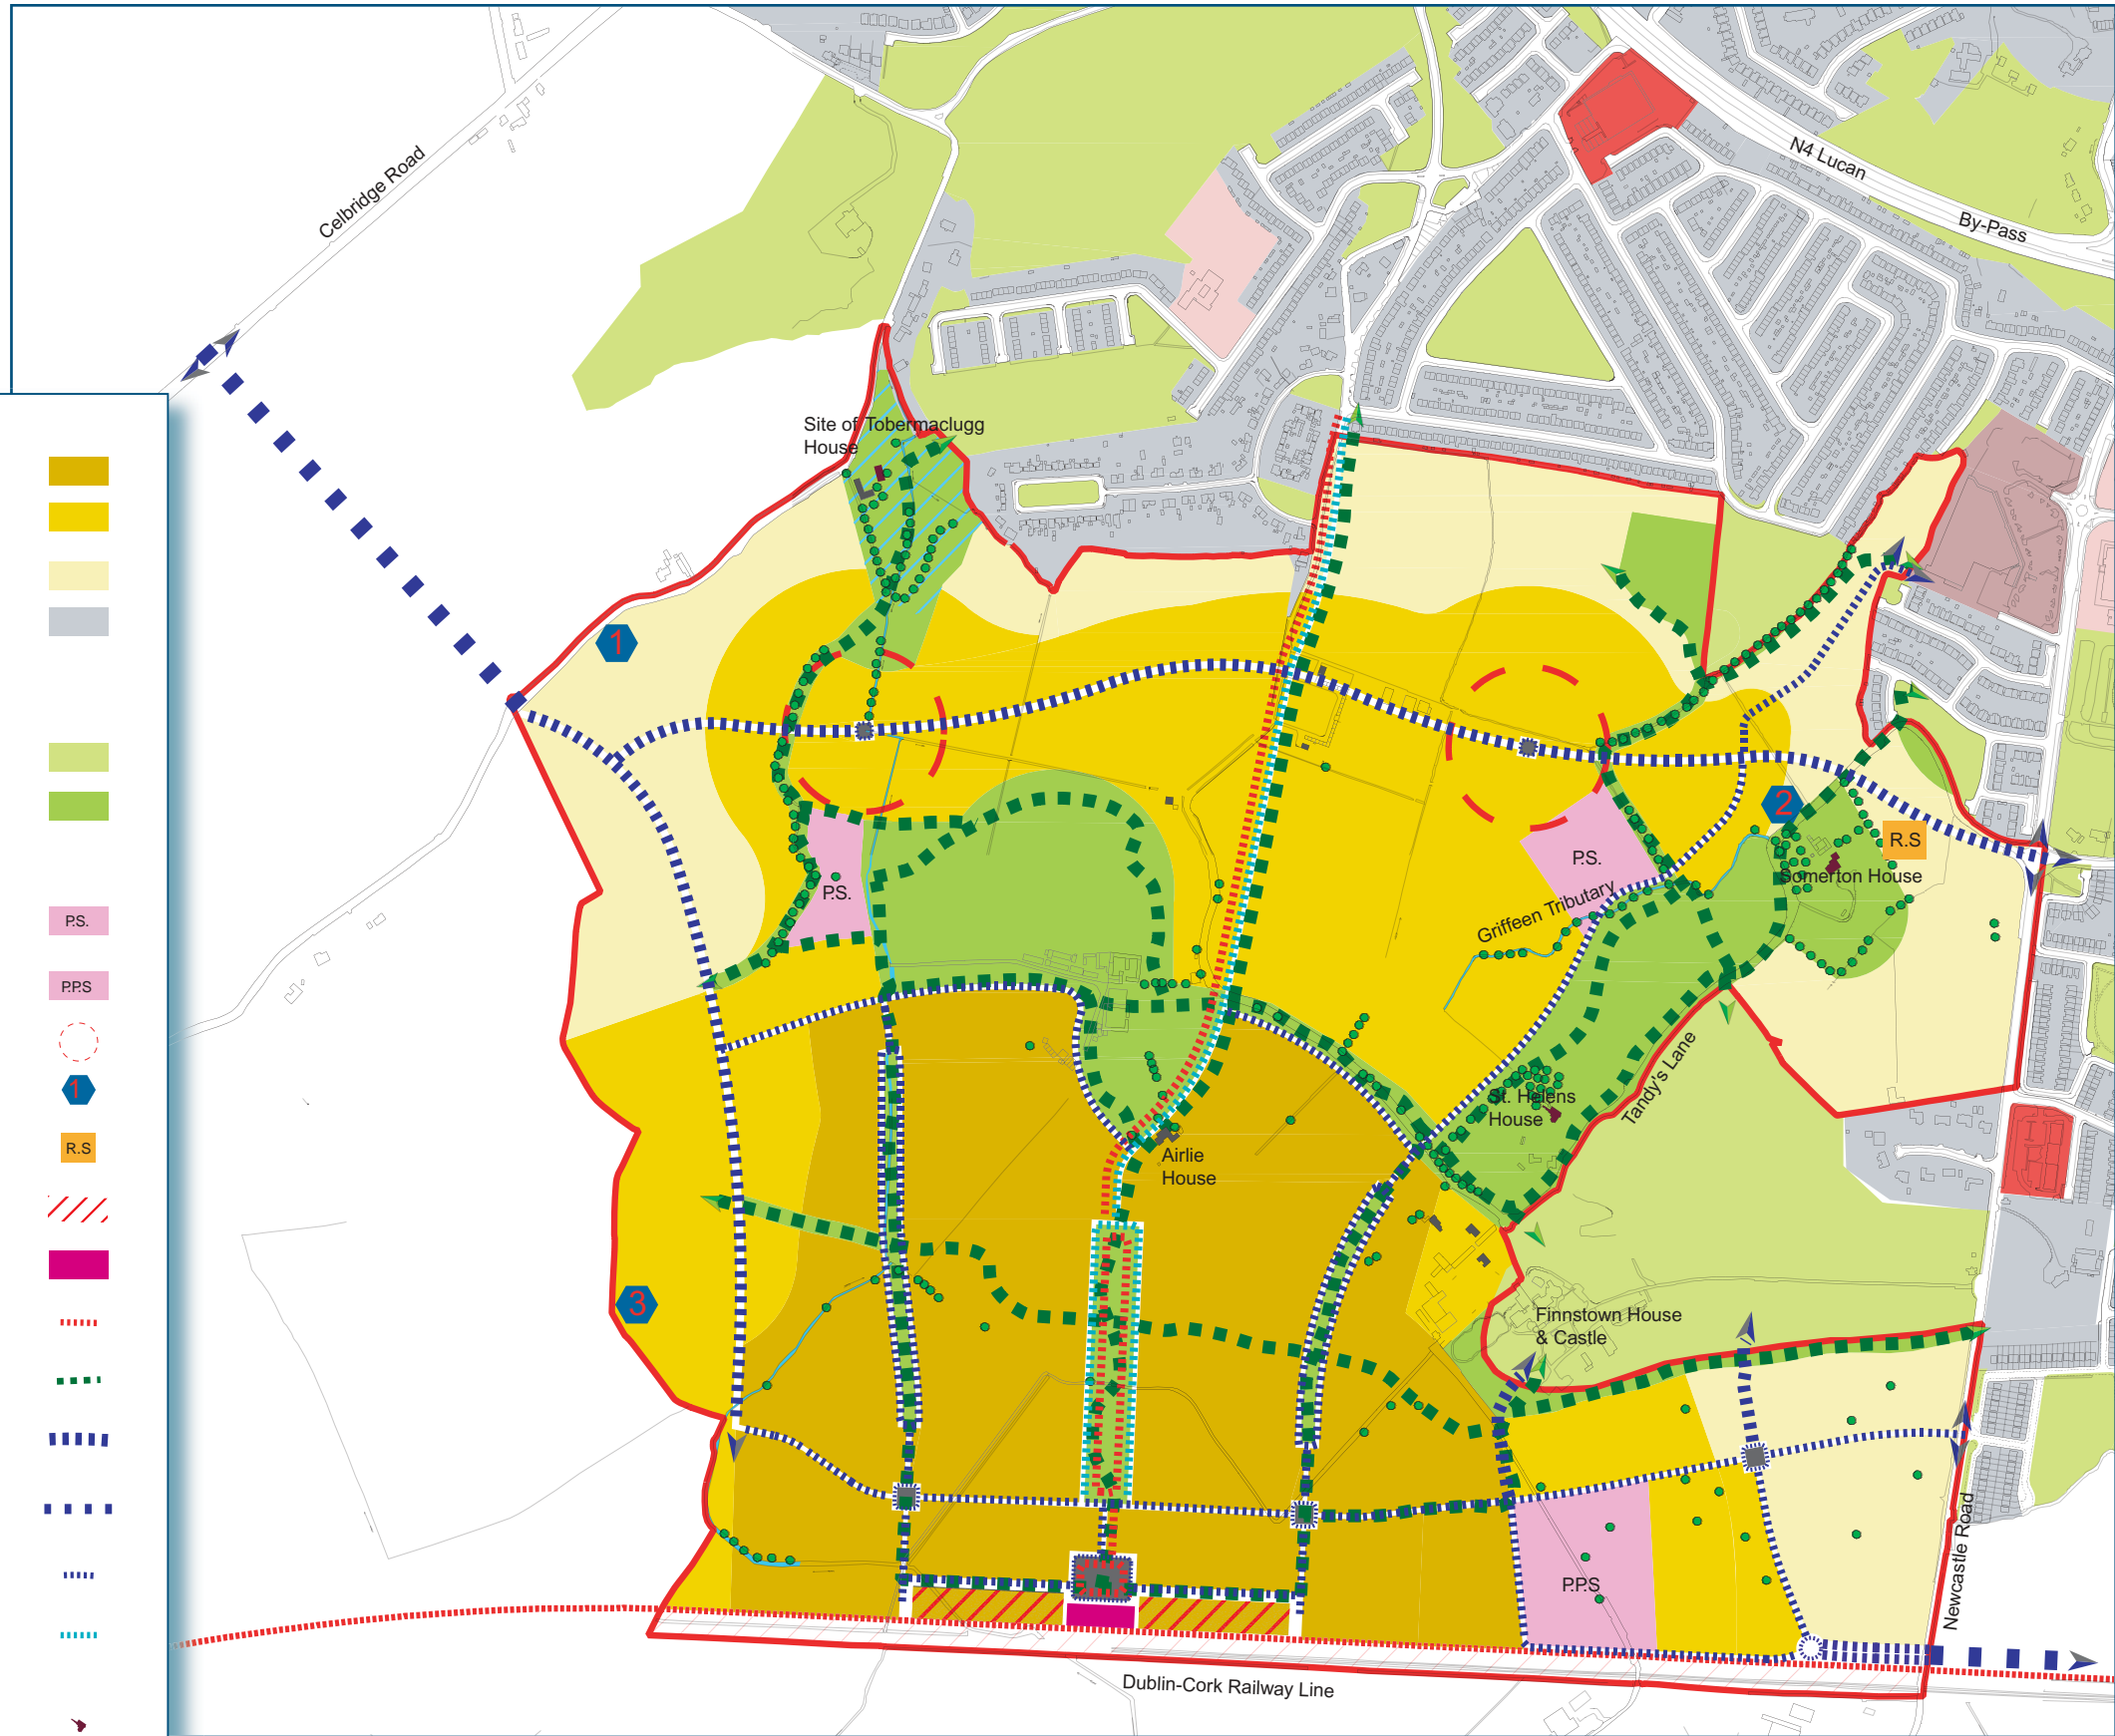 Celbridge Road
N4 Lucan
By-Pass
Site of Tobermaclugg
House
1
2
R.S
Somerton House
P.S.
P.S.
Griffeen Tributary
P.S.
P.P.S
1
R.S
St. Helens
House
Tandy's Lane
Airlie
House
3
Finnstown House
& Castle
P.P.S
Newcastle Road
Dublin-Cork Railway Line